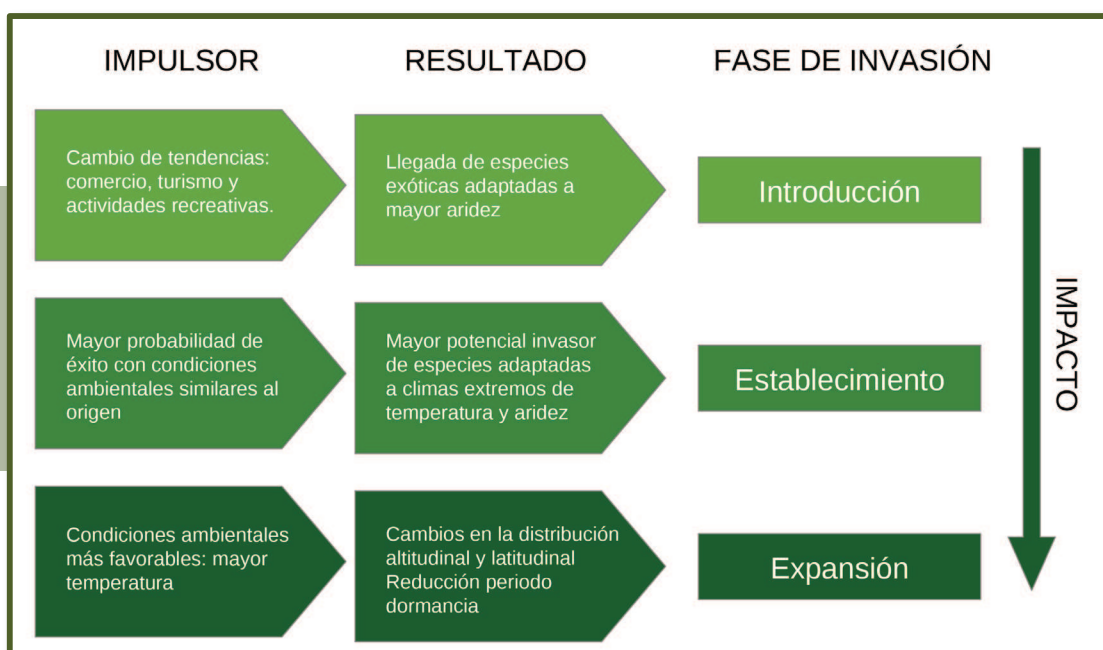 IMPULSOR
RESULTADO
FASE DE INVASIÓN
Cambio de tendencias:
comercio, turismo y
actividades recreativas.
Llegada de especies
exóticas adaptadas a
mayor aridez
Introducción
Mayor probabilidad de
éxito con condiciones
ambientales similares al
origen
Mayor potencial invasor
de especies adaptadas
a climas extremos de
temperatura y aridez
Establecimiento
Condiciones ambientales
más favorables: mayor
temperatura
Cambios en la distribución
altitudinal y latitudinal
Reducción periodo
dormancia
Expansión
IMPACTO